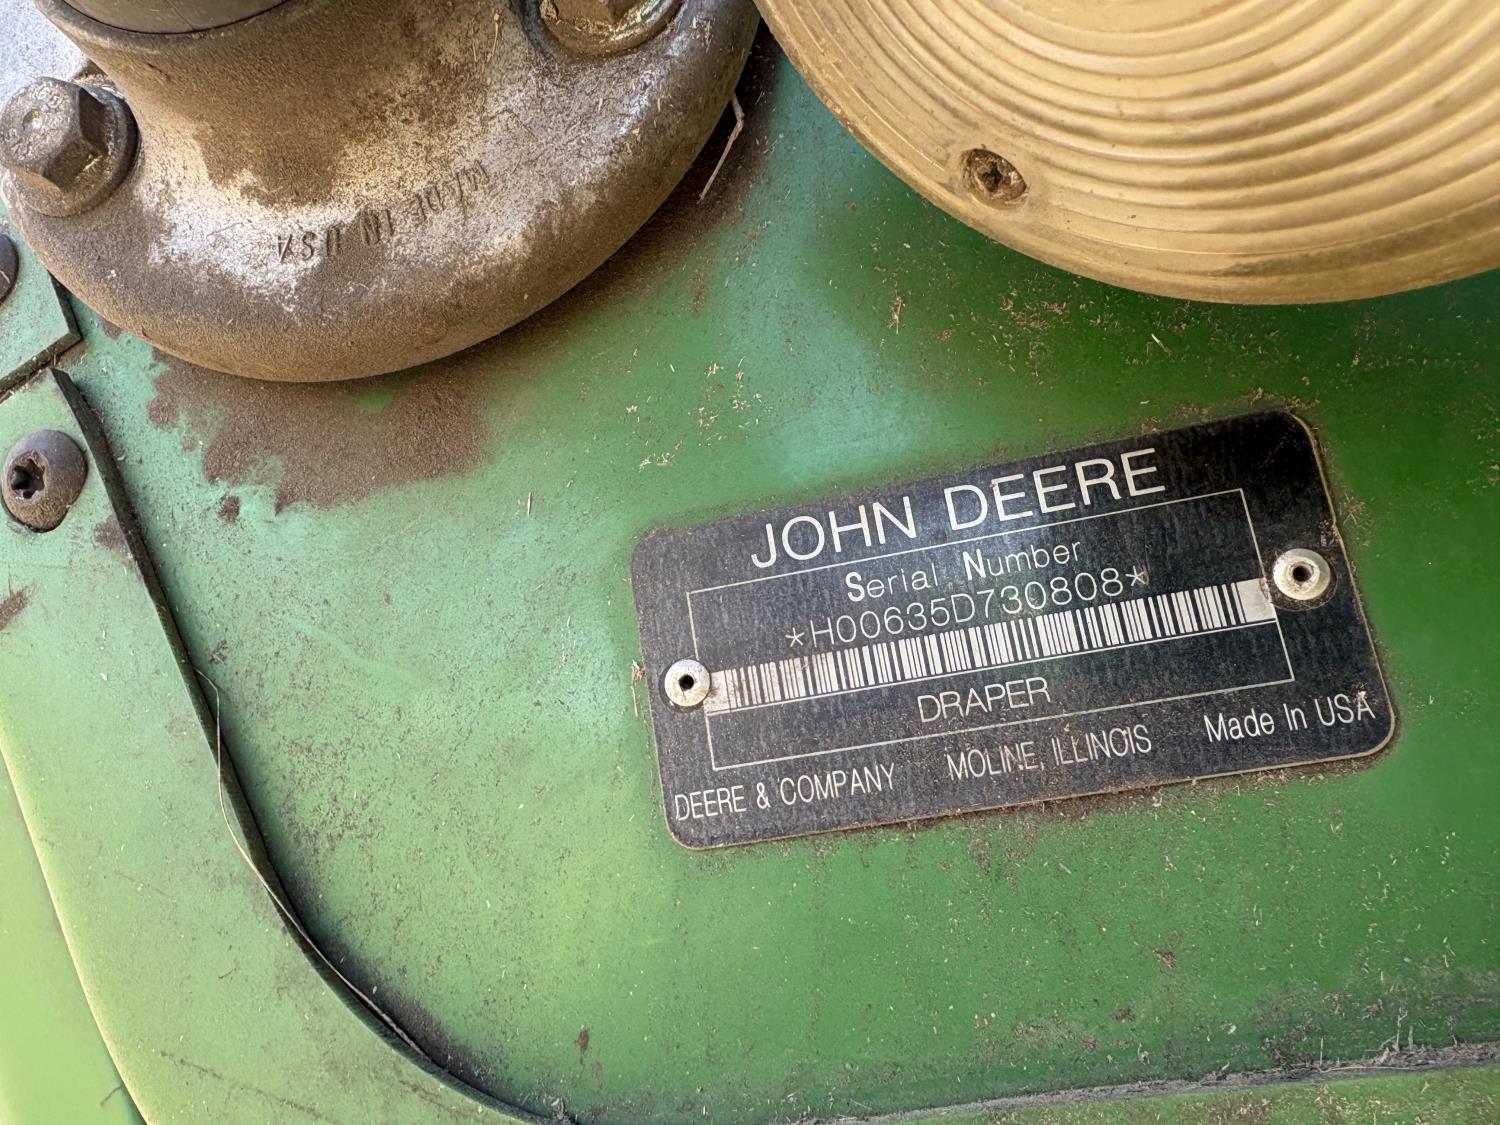 MADE IN USA
JOHN DEERE
Serial Number
*H00635D730808*
DRAPER
DEERE & COMPANY MOLINE, ILLINOIS Made In USA